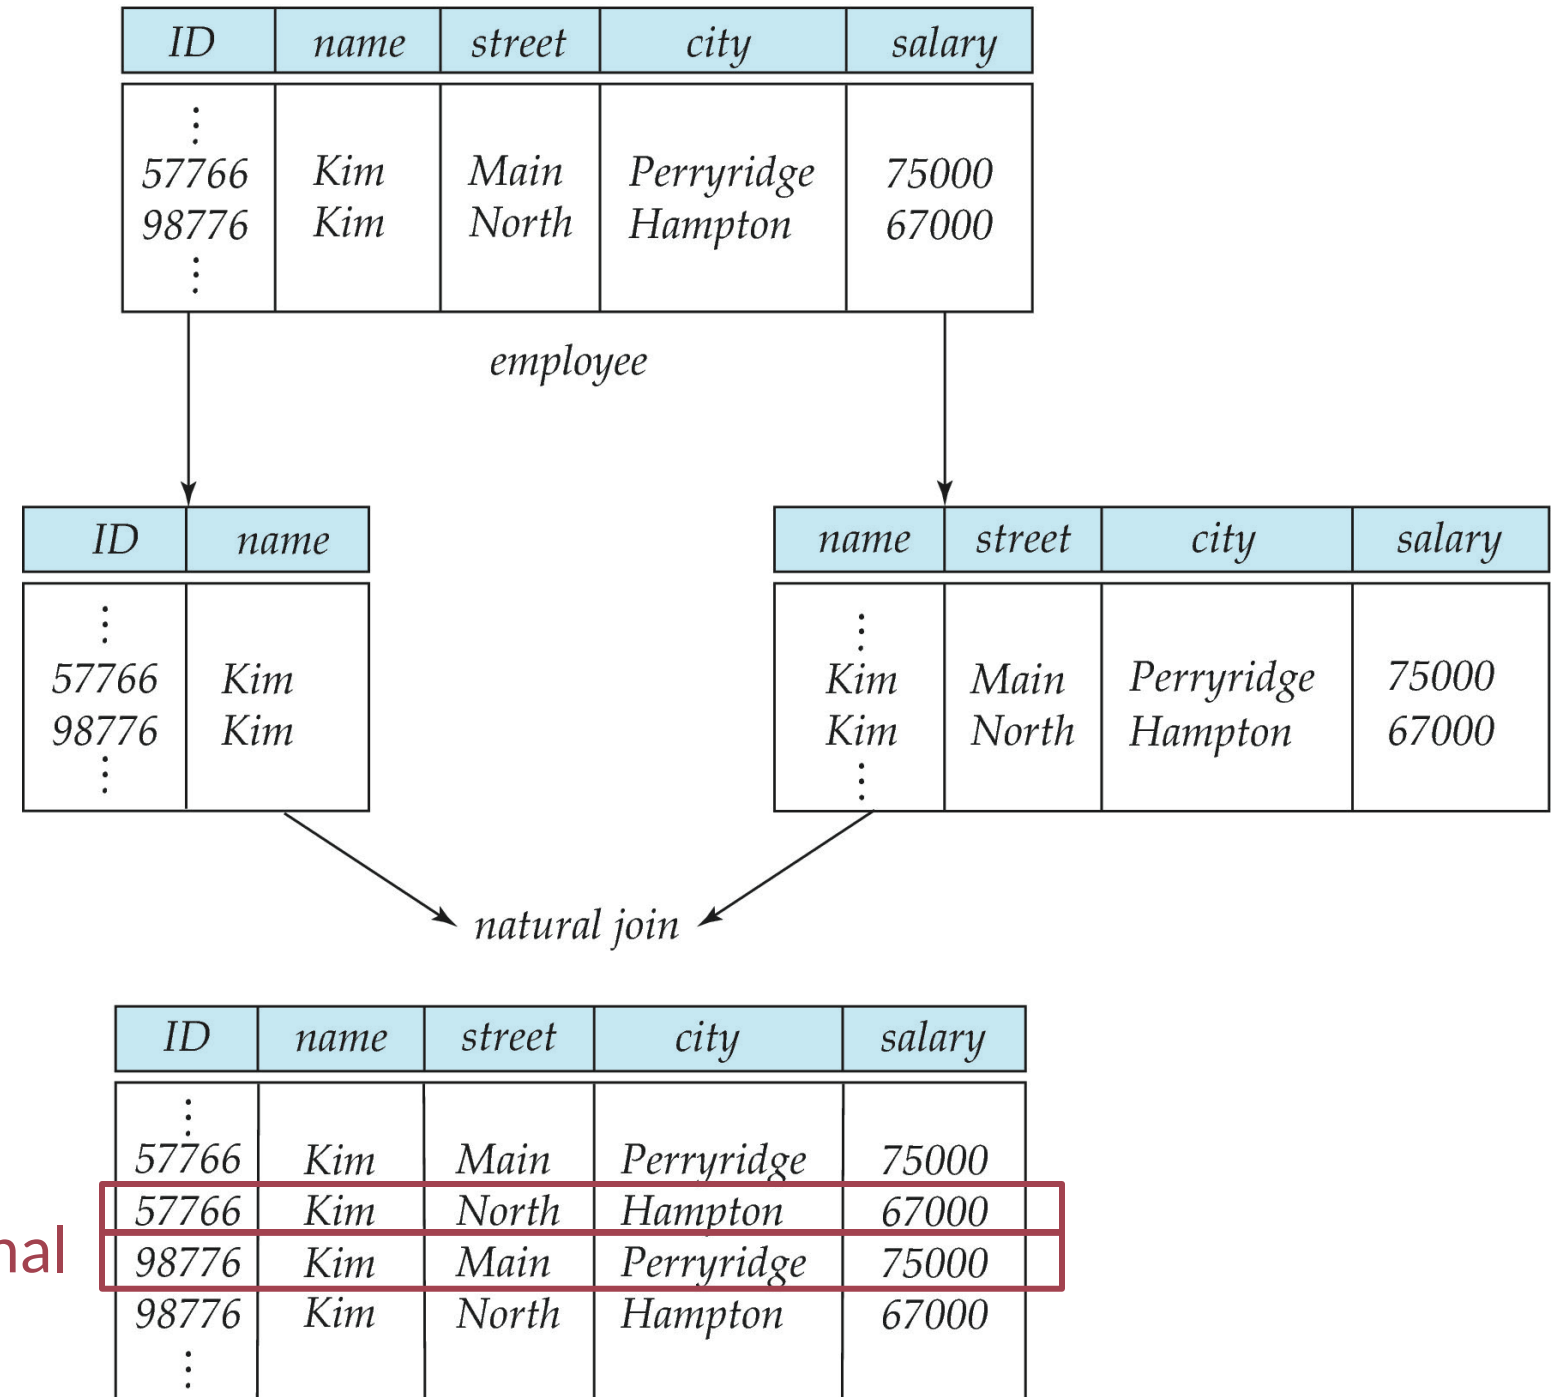 ID name street city salary
57766 Kim Main Perryridge 75000
98776 Kim North Hampton 67000
employee
ID name
57766 Kim
98776 Kim
name street city salary
Kim Main Perryridge 75000
Kim North Hampton 67000
natural join
ID name street city salary
57766 Kim Main Perryridge 75000
57766 Kim North Hampton 67000
nal
98776 Kim Main Perryridge 75000
98776 Kim North Hampton 67000